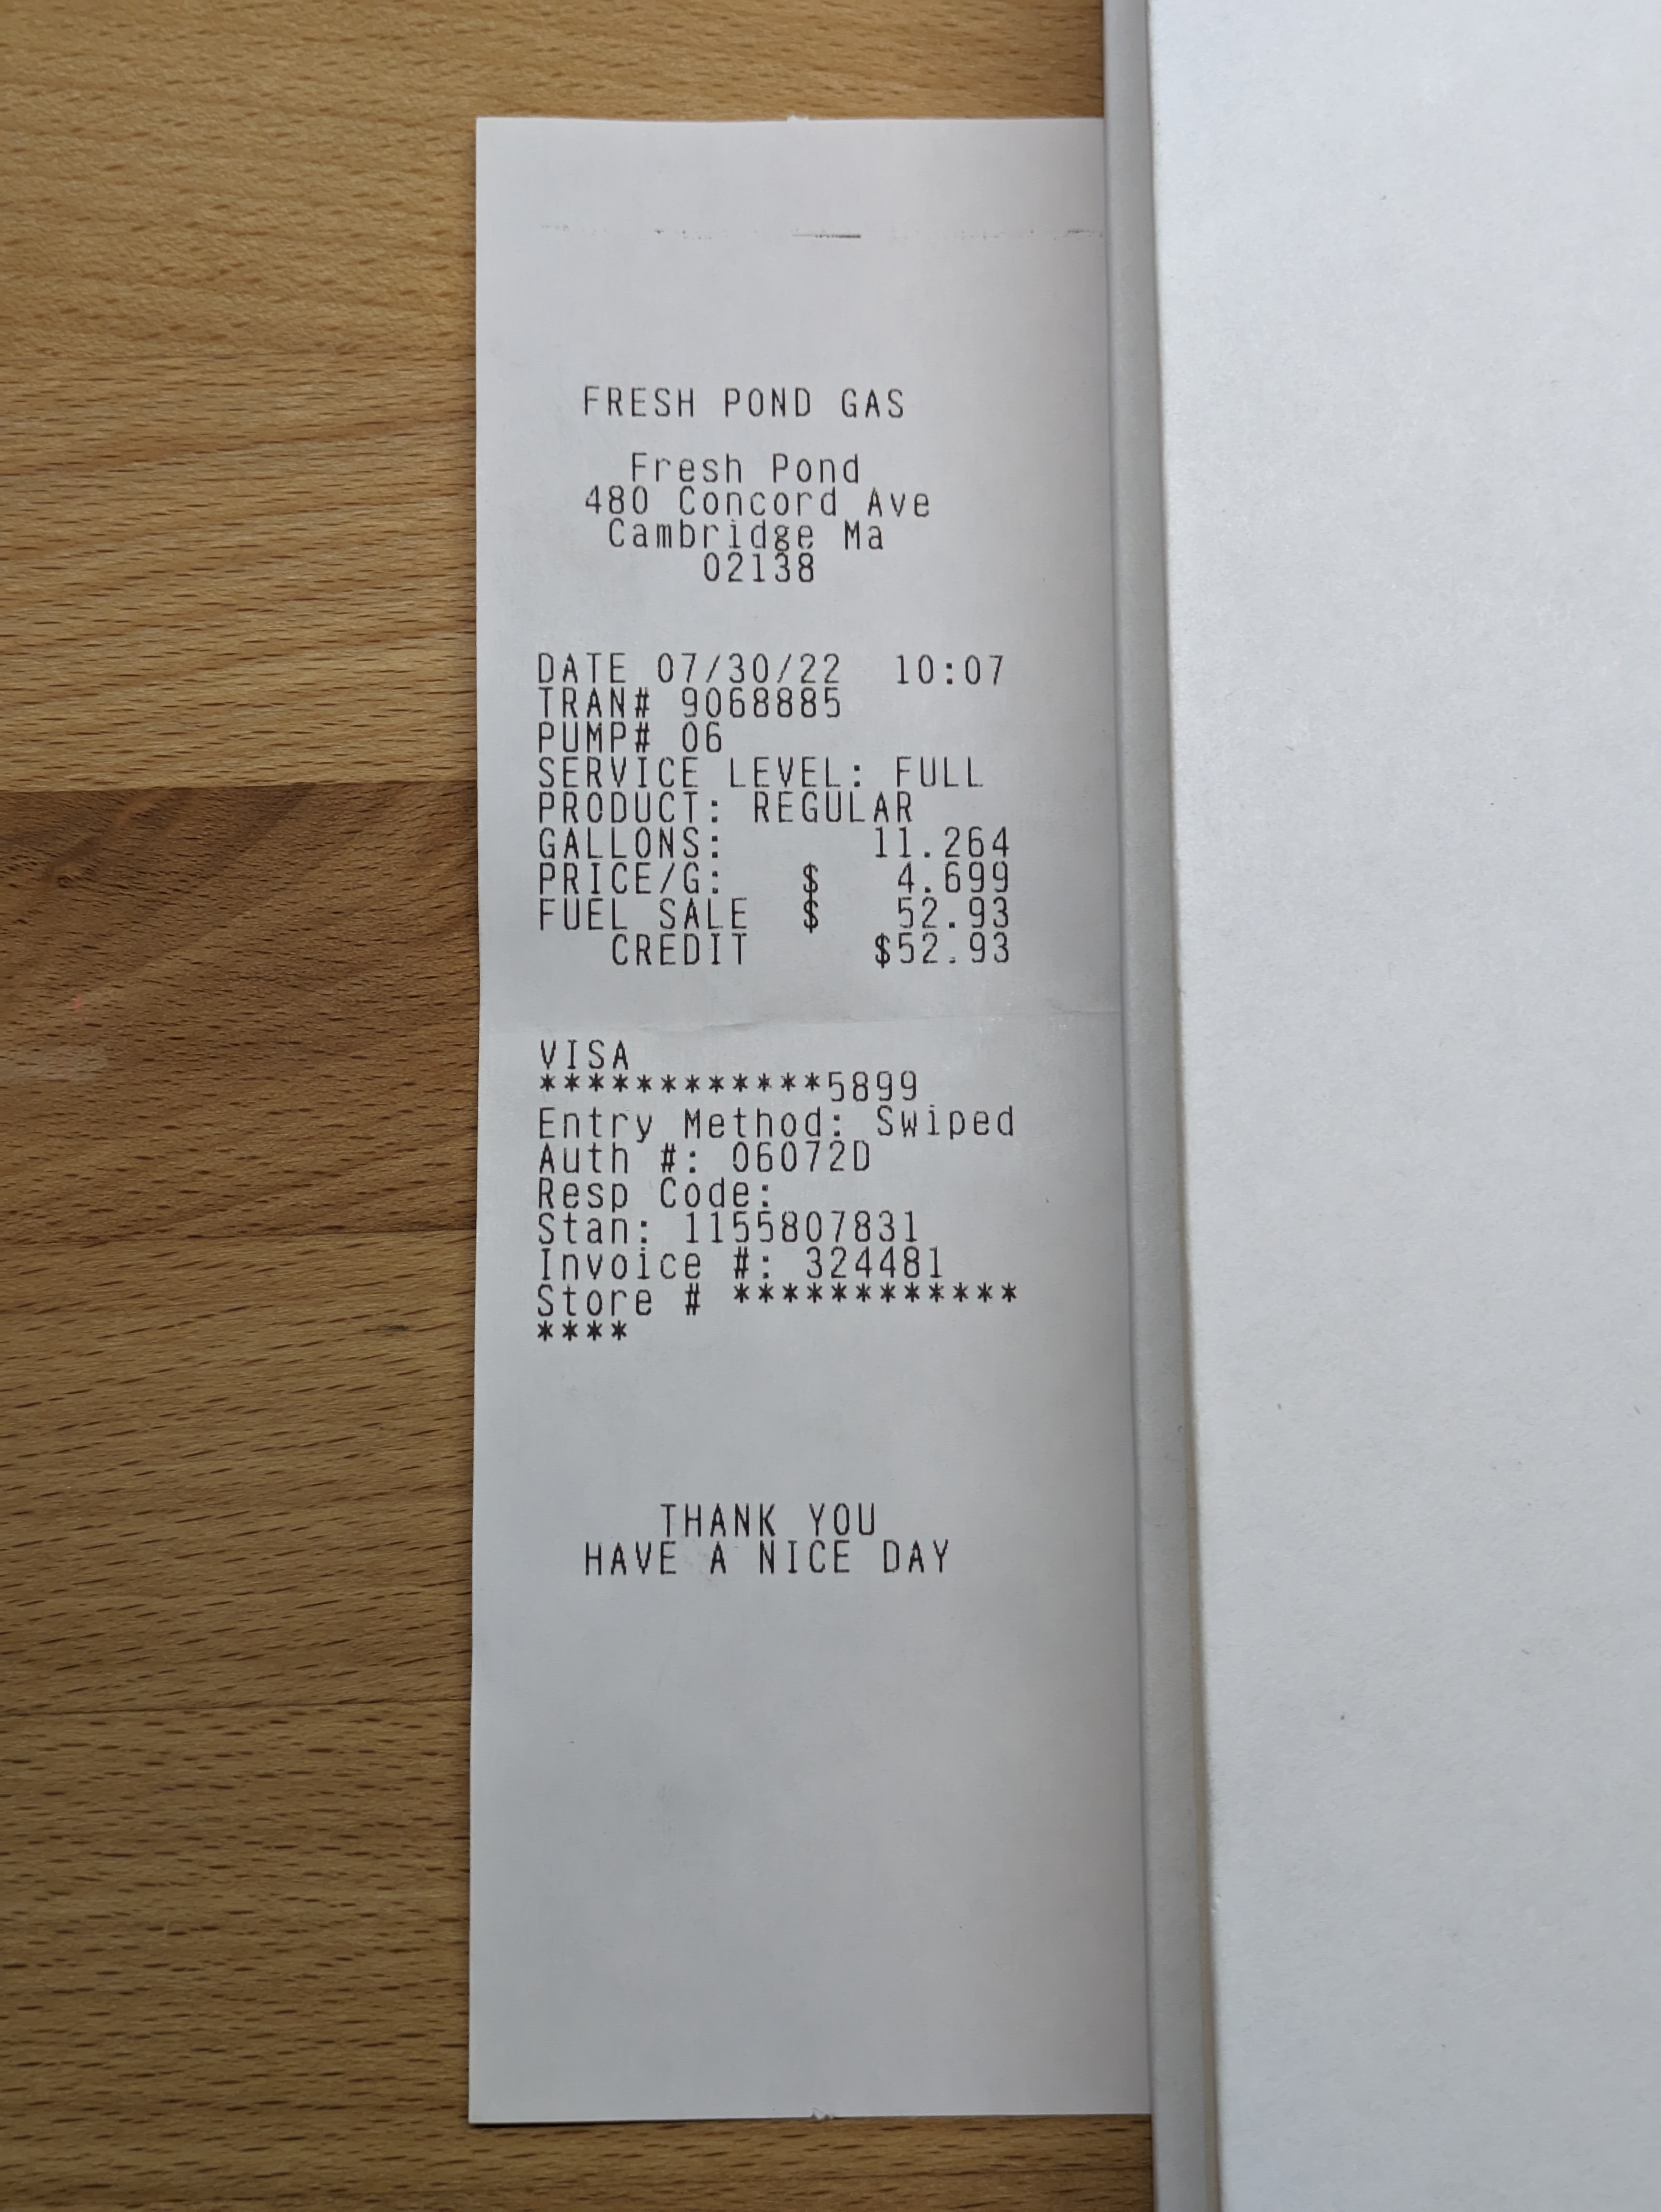 FRESH POND GAS
Fresh Pond
480 Concord Ave
Cambridge Ma
02138
DATE 07/30/22 10:07
TRAN# 9068885
PUMP# 06
SERVICE LEVEL: FULL
PRODUCT: REGULAR
GALLONS: 11.264
PRICE/G: $ 4.699
FUEL SALE $ 52.93
CREDIT $52.93
VISA
************5899
Entry Method: Swiped
Auth #: 06072D
Resp Code:
Stan: 1155807831
Invoice #: 324481
Store # ************
****
THANK YOU
HAVE A NICE DAY